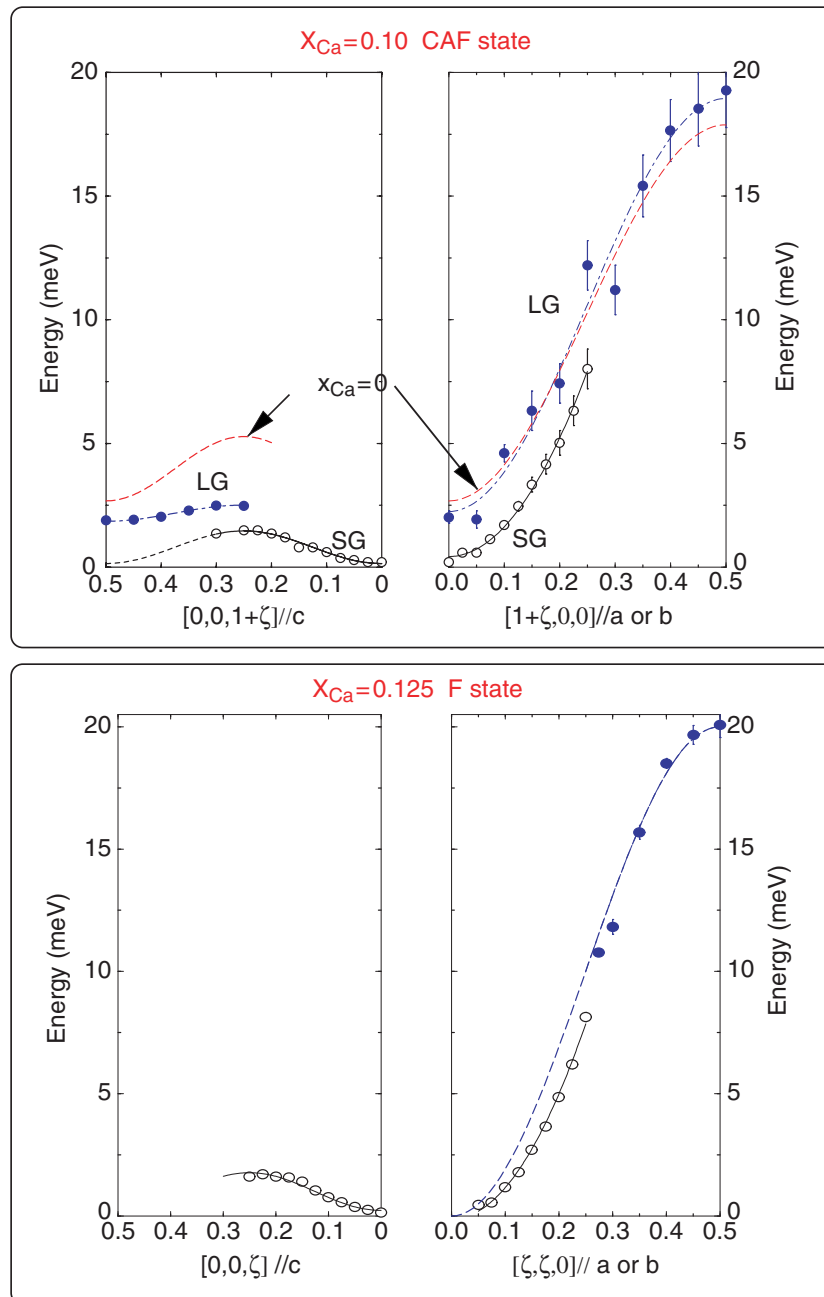 X_Ca=0.10 CAF state
20
15
10
5
0
Energy (meV)
LG
SG
x_Ca=0
LG
SG
20
15
10
5
0
Energy (meV)
0.5 0.4 0.3 0.2 0.1 0
0.0 0.1 0.2 0.3 0.4 0.5
[0,0,1+ζ]//c
[1+ζ,0,0]//a or b
X_Ca=0.125 F state
20
15
10
5
0
Energy (meV)
20
15
10
5
0
Energy (meV)
0.5 0.4 0.3 0.2 0.1 0
0.0 0.1 0.2 0.3 0.4 0.5
[0,0,ζ] //c
[ζ,ζ,0]// a or b